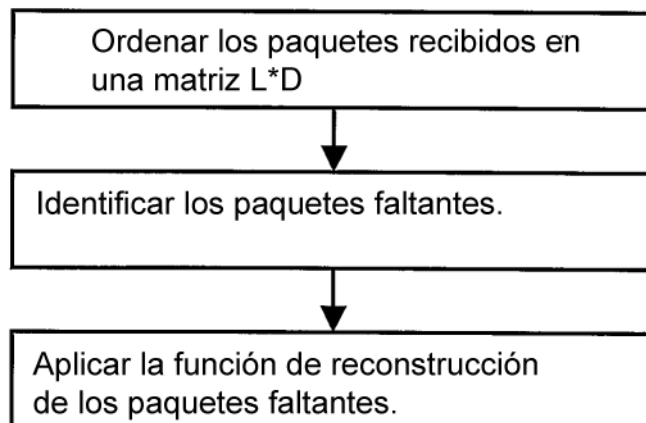 Ordenar los paquetes recibidos en
una matriz L*D
Identificar los paquetes faltantes.
Aplicar la función de reconstrucción
de los paquetes faltantes.